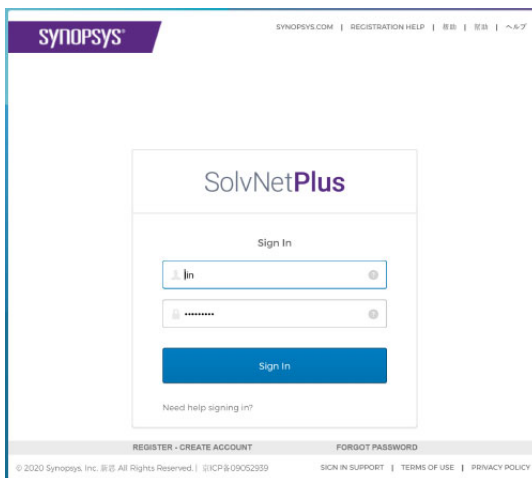 SYNOPSYS®
SYNOPSYS.COM | REGISTRATION HELP | 帮助 | 幫助 | ヘルプ
SolvNetPlus
Sign In
jin
•••••••••
Sign In
Need help signing in?
REGISTER - CREATE ACCOUNT FORGOT PASSWORD
© 2020 Synopsys, Inc. All Rights Reserved. | 京ICP备09052939 SIGN IN SUPPORT | TERMS OF USE | PRIVACY POLICY